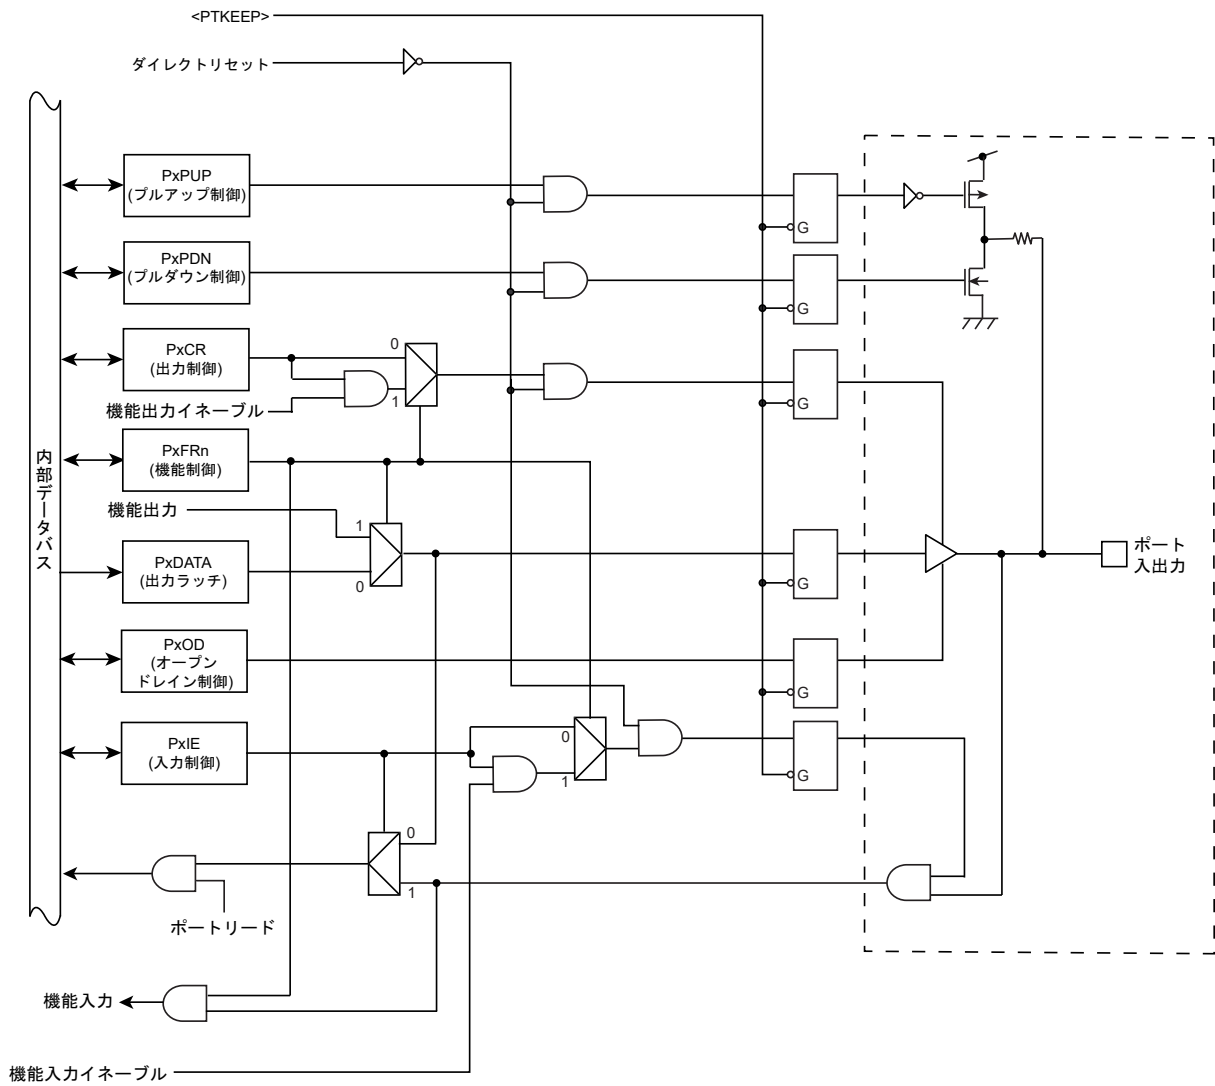 <PTKEEP>
ダイレクトリセット
PxPUP
(プルアップ制御)
G
PxPDN
(プルダウン制御)
G
PxCR
(出力制御)
0
1
機能出力イネーブル
G
PxFRn
(機能制御)
内部データバス
機能出力
1
0
PxDATA
(出力ラッチ)
G
ポート
入出力
PxOD
(オープン
ドレイン制御)
G
PxIE
(入力制御)
0
1
G
0
1
ポートリード
機能入力
機能入力イネーブル